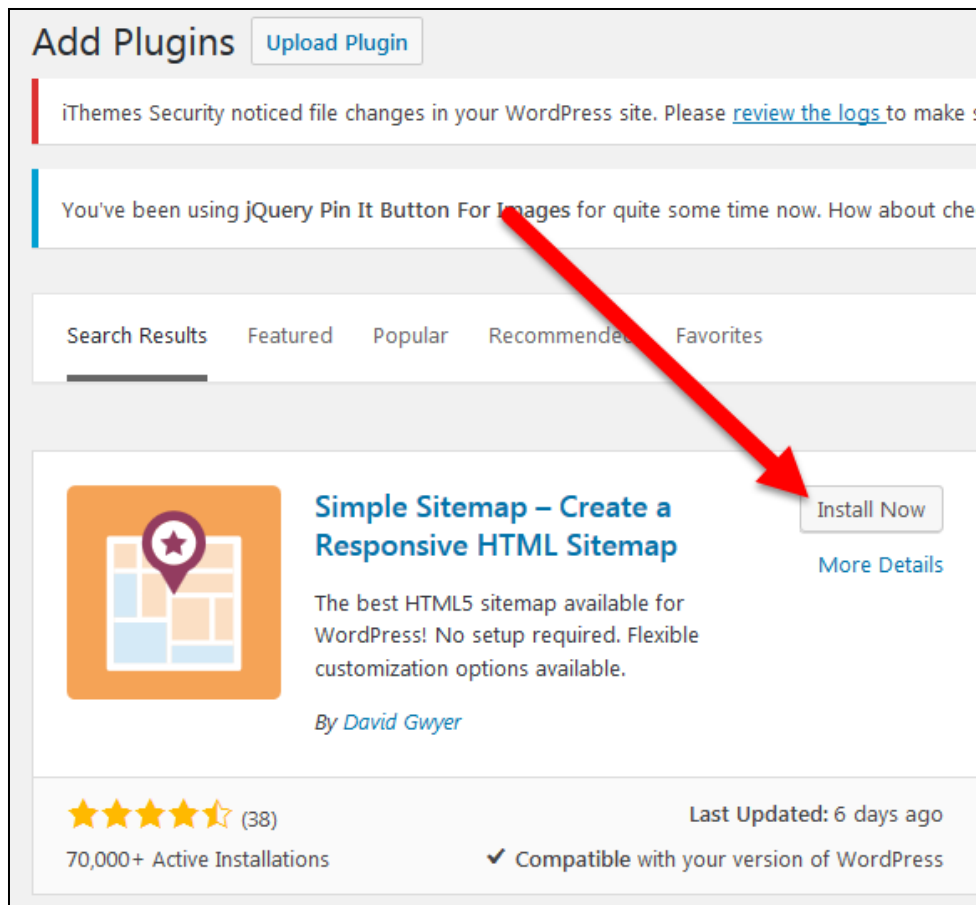 Add Plugins Upload Plugin
iThemes Security noticed file changes in your WordPress site. Please review the logs to make
You've been using jQuery Pin It Button For Images for quite some time now. How about che
Search Results Featured Popular Recommended Favorites
Simple Sitemap – Create a
Responsive HTML Sitemap
Install Now
More Details
The best HTML5 sitemap available for
WordPress! No setup required. Flexible
customization options available.
By David Gwyer
(38)
Last Updated: 6 days ago
70,000+ Active Installations
Compatible with your version of WordPress